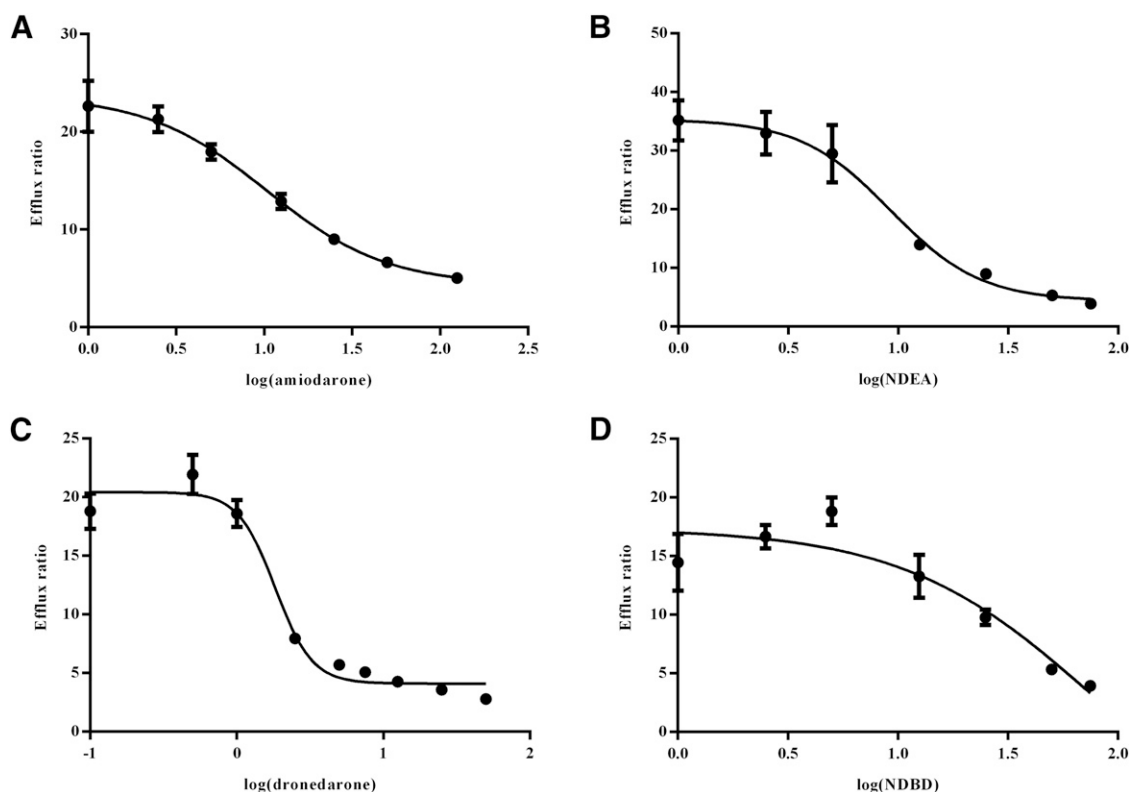 A
30
20
10
0
Efflux ratio
0.0 0.5 1.0 1.5 2.0 2.5
log(amiodarone)
B
50
40
30
20
10
0
Efflux ratio
0.0 0.5 1.0 1.5 2.0
log(NDEA)
C
25
20
15
10
5
0
Efflux ratio
-1 0 1 2
log(dronedarone)
D
25
20
15
10
5
0
Efflux ratio
0.0 0.5 1.0 1.5 2.0
log(NDBD)